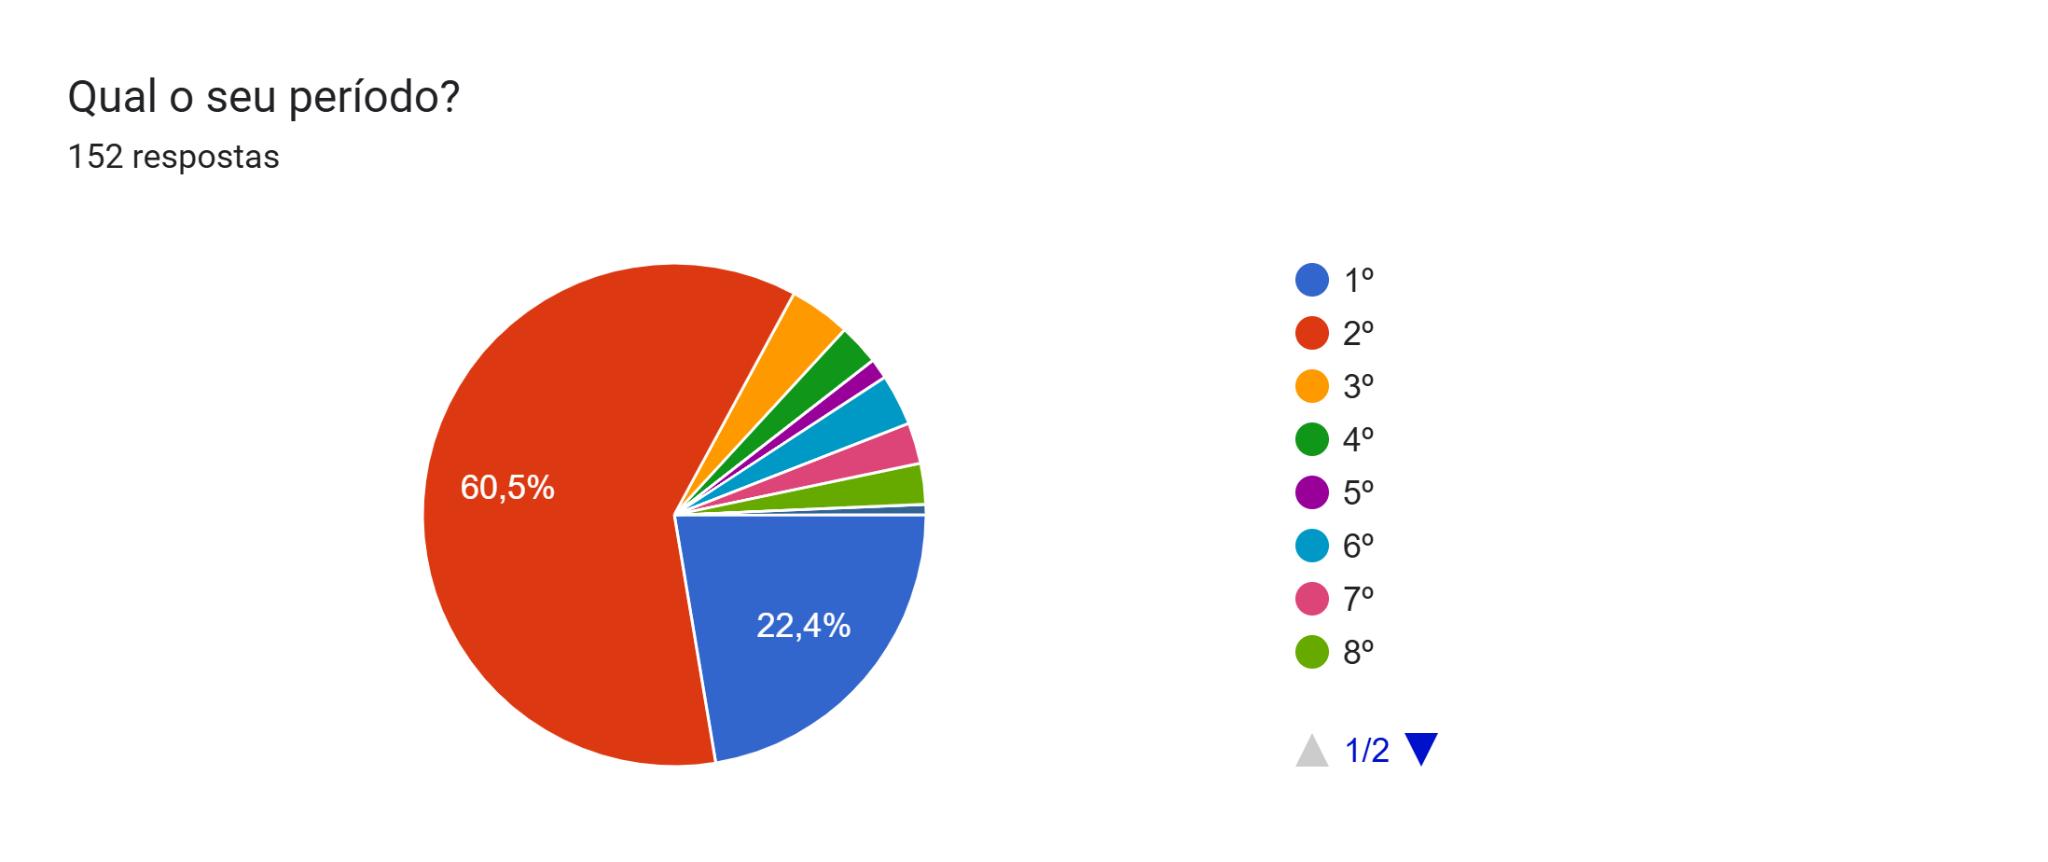 Qual o seu período?
152 respostas
60,5%
22,4%
1º
2º
3º
4º
5º
6º
7º
8º
1/2